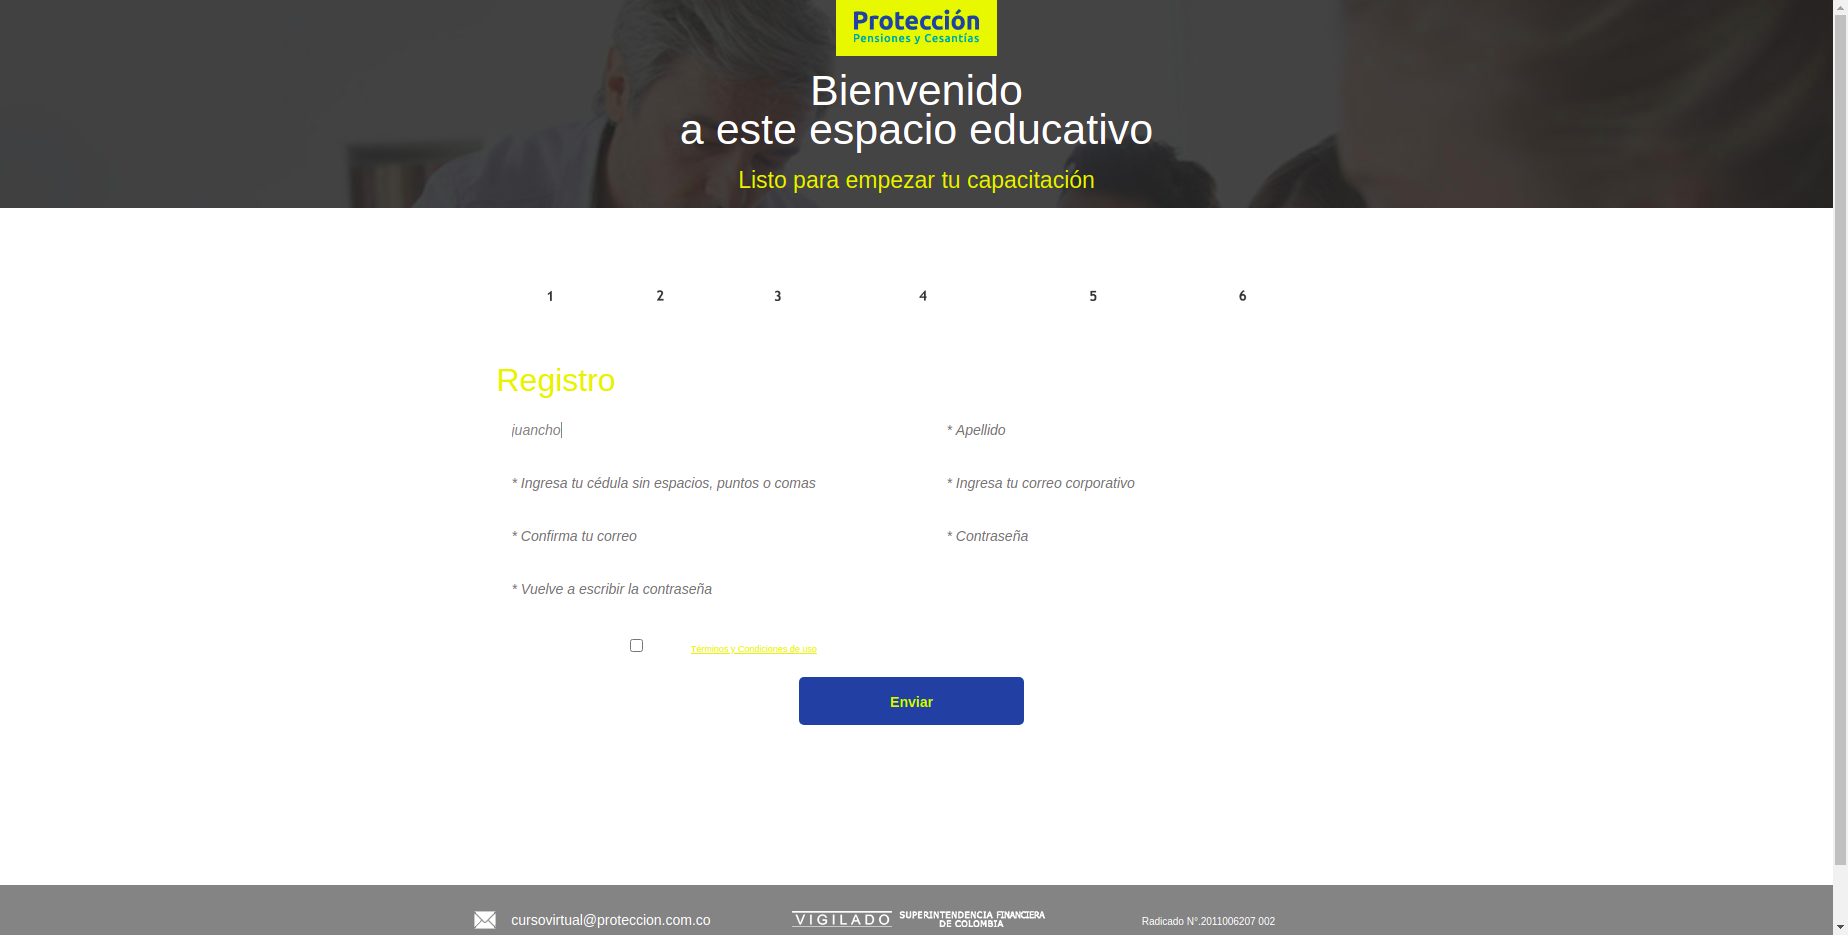 Protección
Pensiones y Cesantías
Bienvenido
a este espacio educativo
Listo para empezar tu capacitación
1 2 3 4 5 6
Registro
juancho
* Apellido
* Ingresa tu cédula sin espacios, puntos o comas
* Ingresa tu correo corporativo
* Confirma tu correo
* Contraseña
* Vuelve a escribir la contraseña
Términos y Condiciones de uso
Enviar
cursovirtual@proteccion.com.co
VIGILADO
SUPERINTENDENCIA FINANCIERA
DE COLOMBIA
Radicado N°.2011006207 002